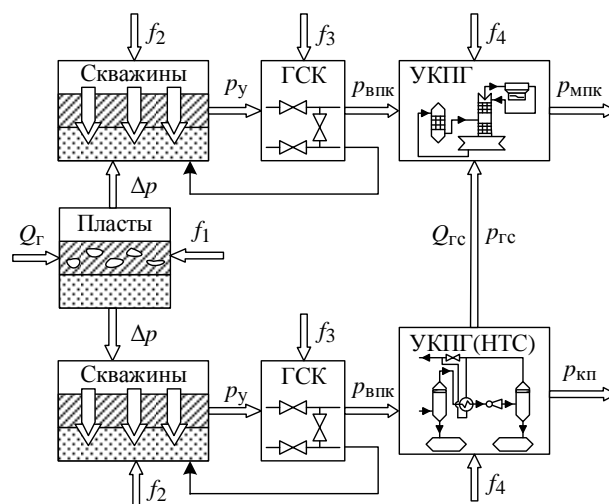 f2
f3
f4
Скважины
ГСК
УКПГ
pу
pвпк
pмпк
Δp
Пласты
Qг
f1
Qгс
pгс
Δp
f3
УКПГ(НТС)
Скважины
ГСК
pу
pвпк
pкп
f2
f4